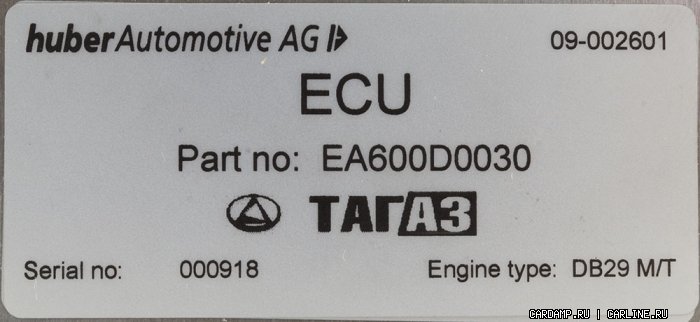 huberAutomotive AG 09-002601
ECU
Part no: EA600D0030
ТАГАЗ
Serial no: 000918 Engine type: DB29 M/T
CARDAMP.RU | CARLINE.RU